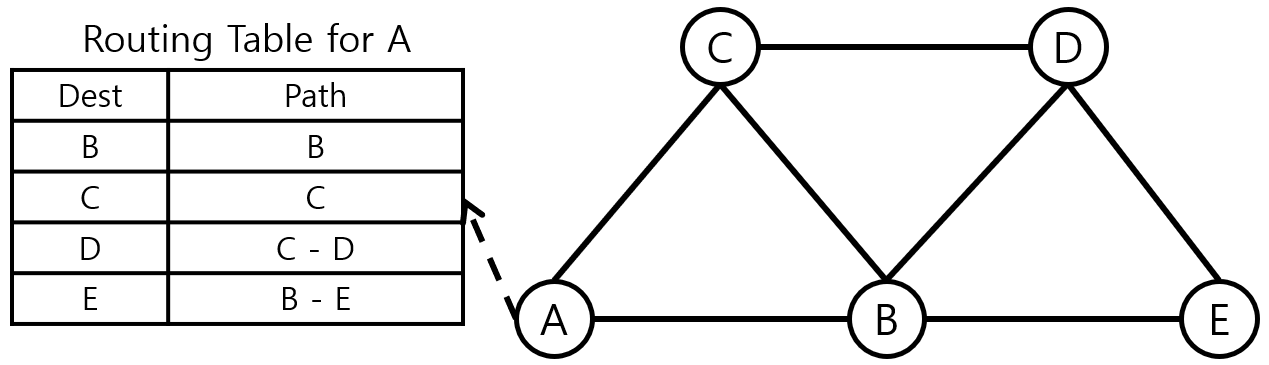 Routing Table for A
Dest Path
B B
C C
D C - D
E B - E
C D
A B E